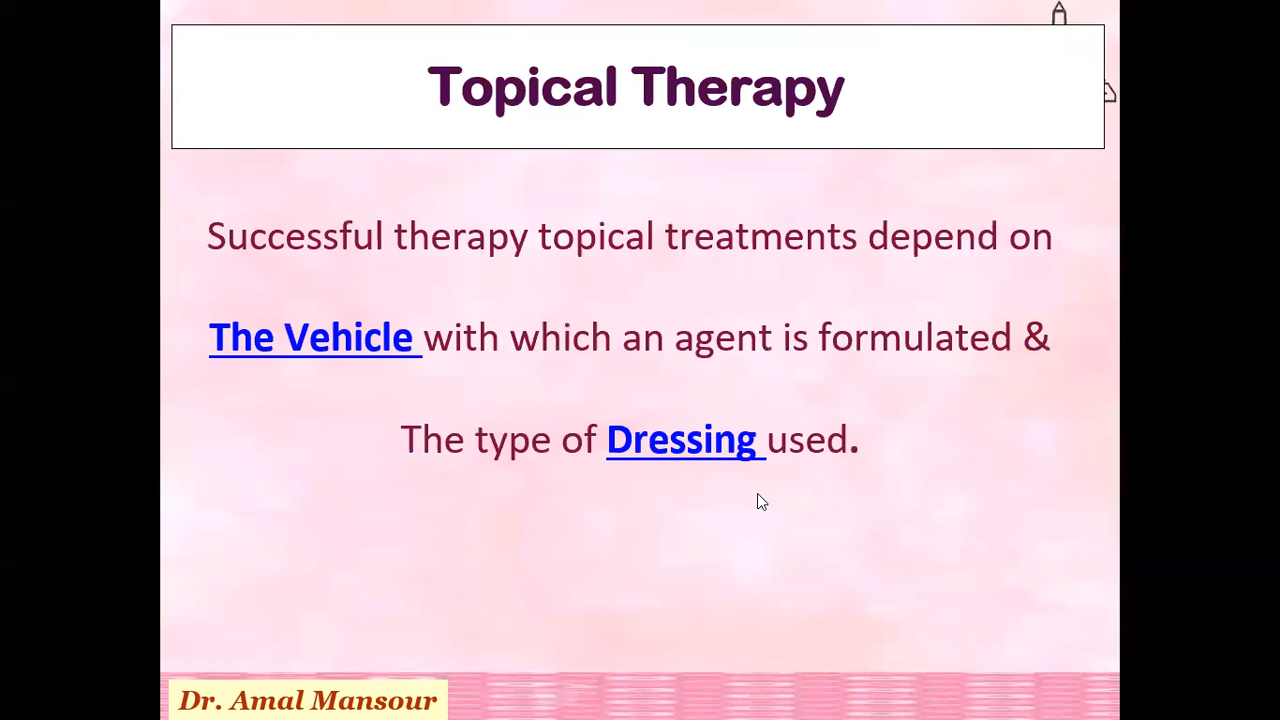 Topical Therapy
Successful therapy topical treatments depend on
The Vehicle with which an agent is formulated &
The type of Dressing used.
Dr. Amal Mansour